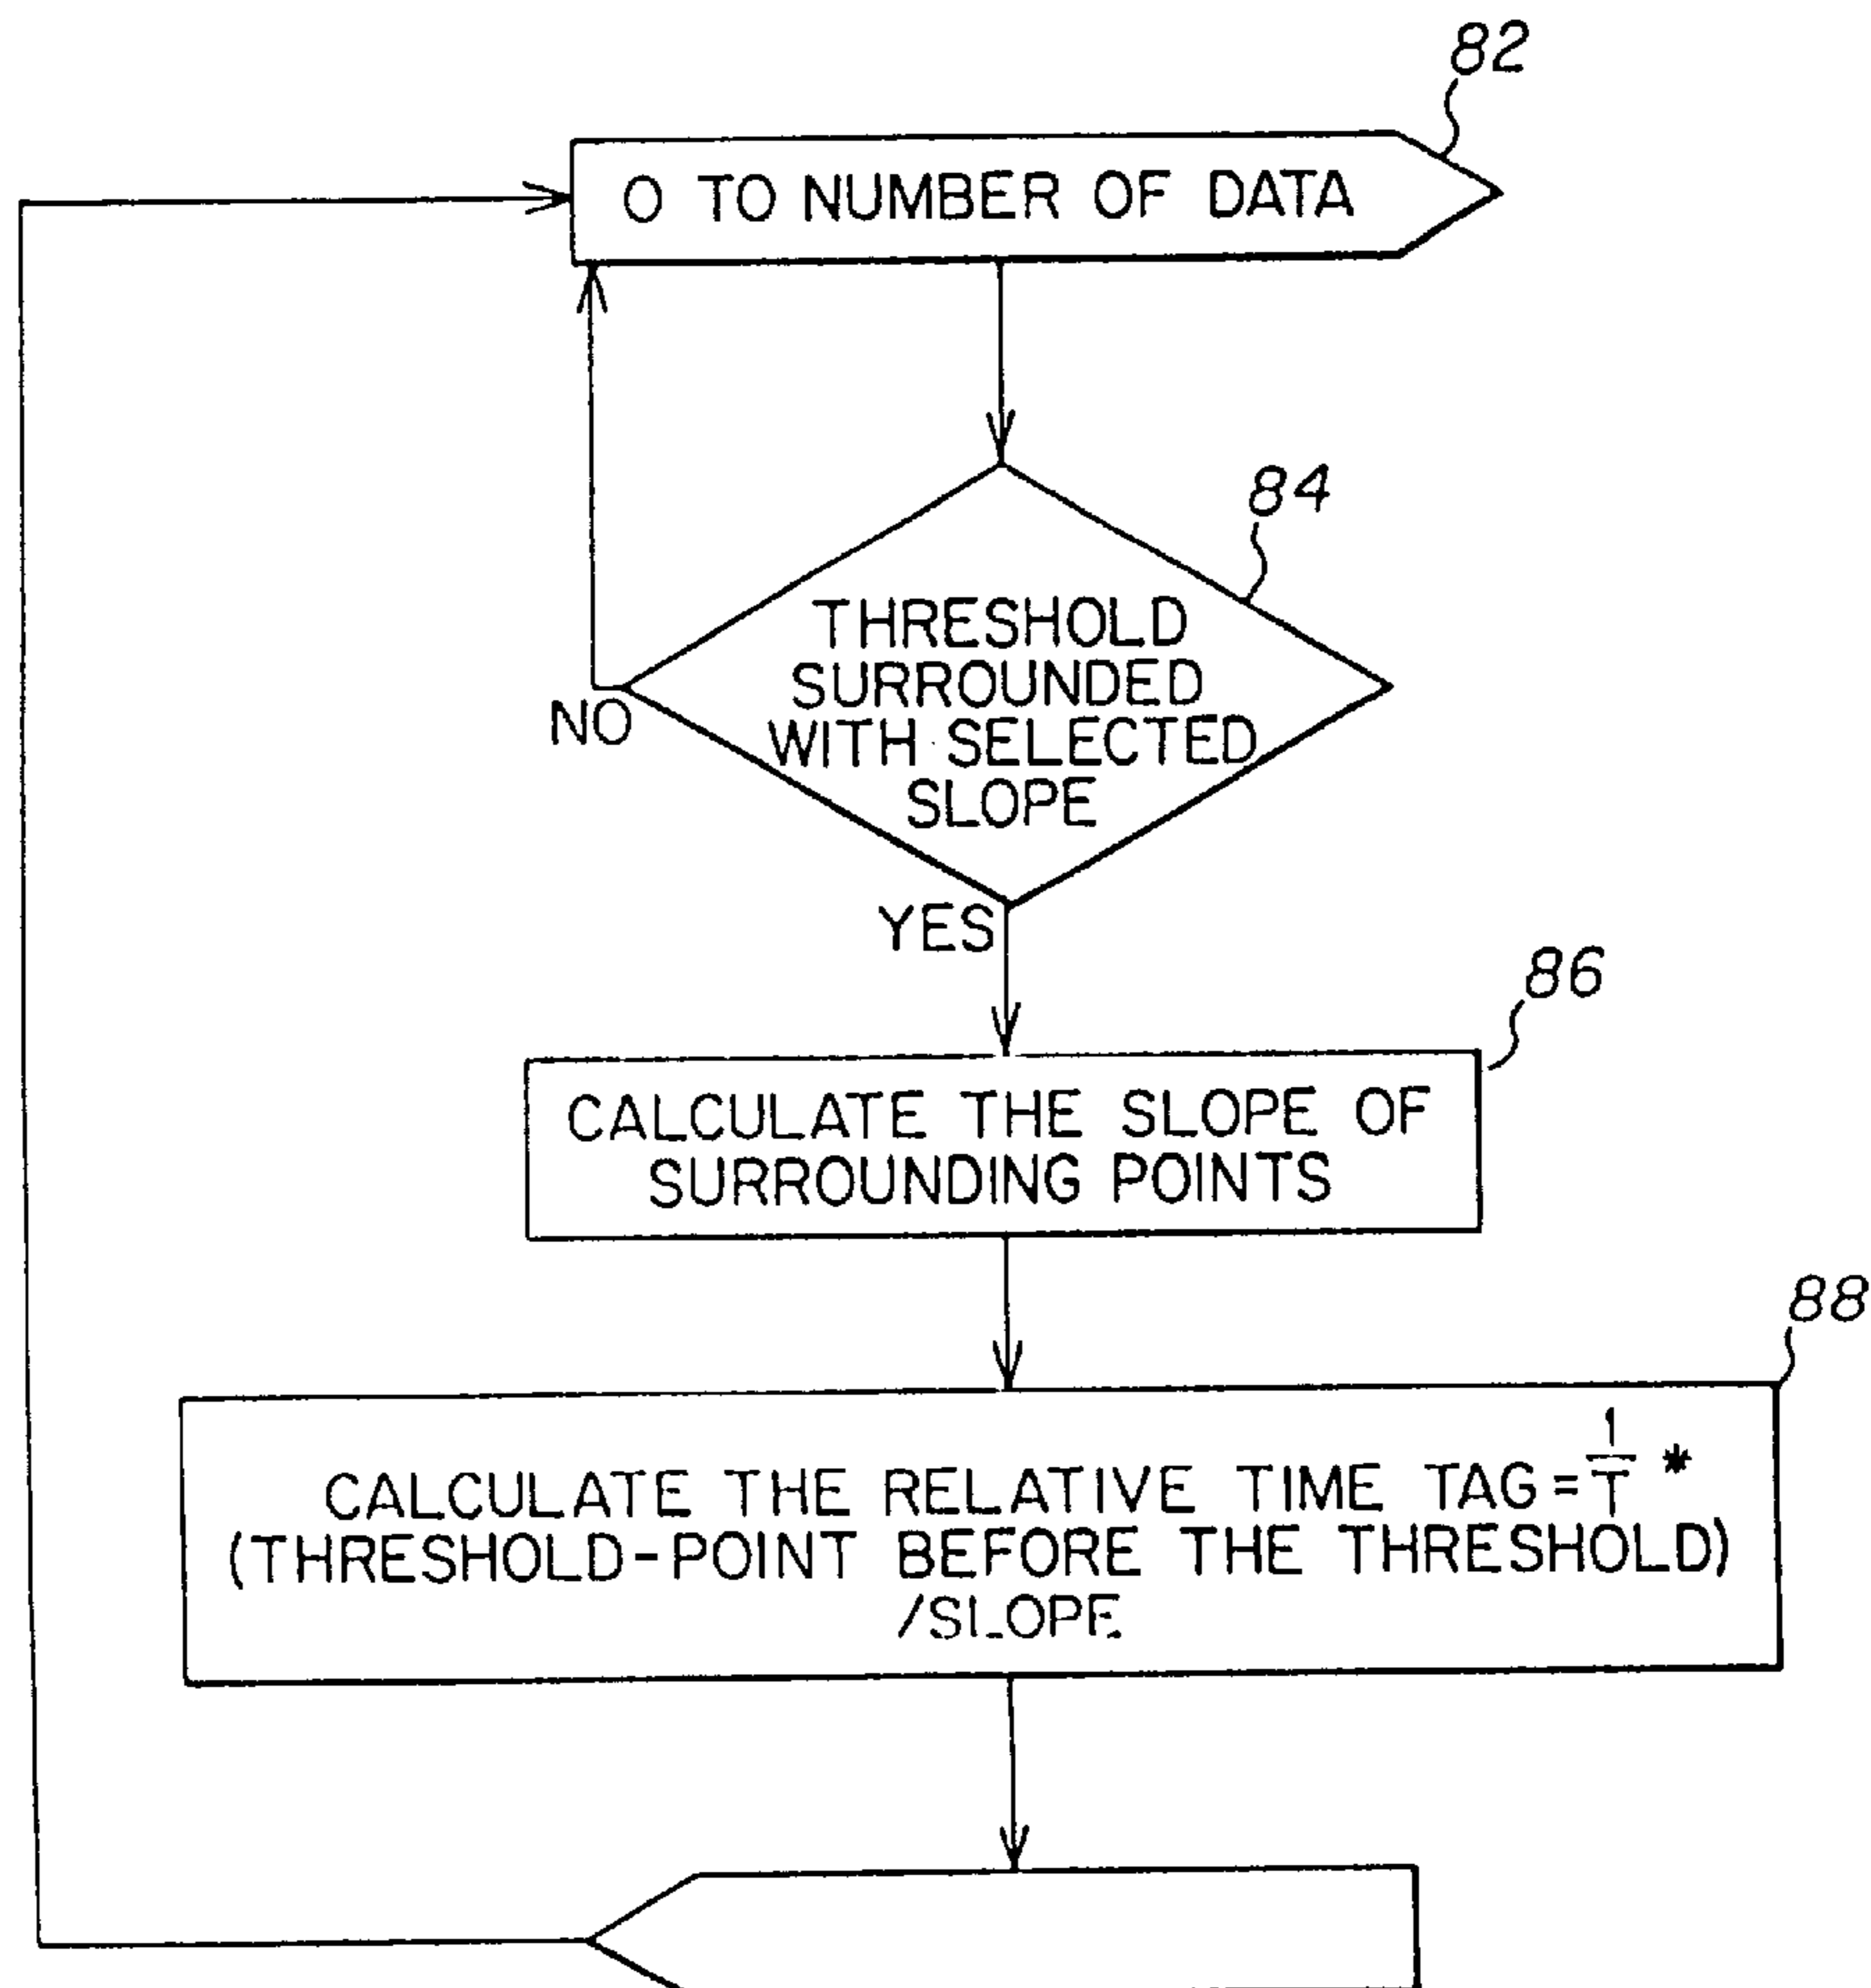 82
0 TO NUMBER OF DATA
84
THRESHOLD
SURROUNDED
WITH SELECTED
SLOPE
NO
YES
86
CALCULATE THE SLOPE OF
SURROUNDING POINTS
88
CALCULATE THE RELATIVE TIME TAG = 1/T *
(THRESHOLD-POINT BEFORE THE THRESHOLD)
/SLOPE